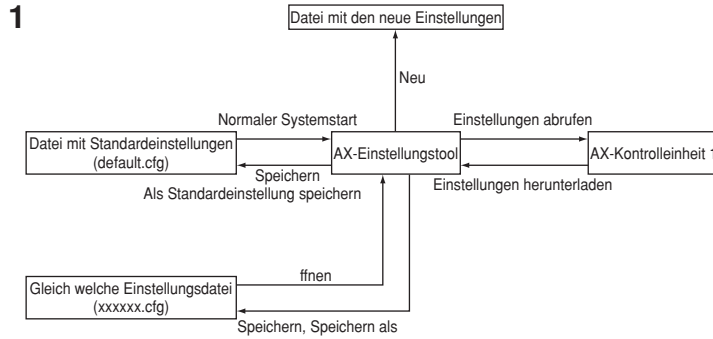 1
Datei mit den neue Einstellungen
Neu
Normaler Systemstart
Einstellungen abrufen
Datei mit Standardeinstellungen
(default.cfg)
AX-Einstellungstool
AX-Kontrolleinheit 1
Speichern
Als Standardeinstellung speichern
Einstellungen herunterladen
ffnen
Gleich welche Einstellungsdatei
(xxxxxx.cfg)
Speichern, Speichern als